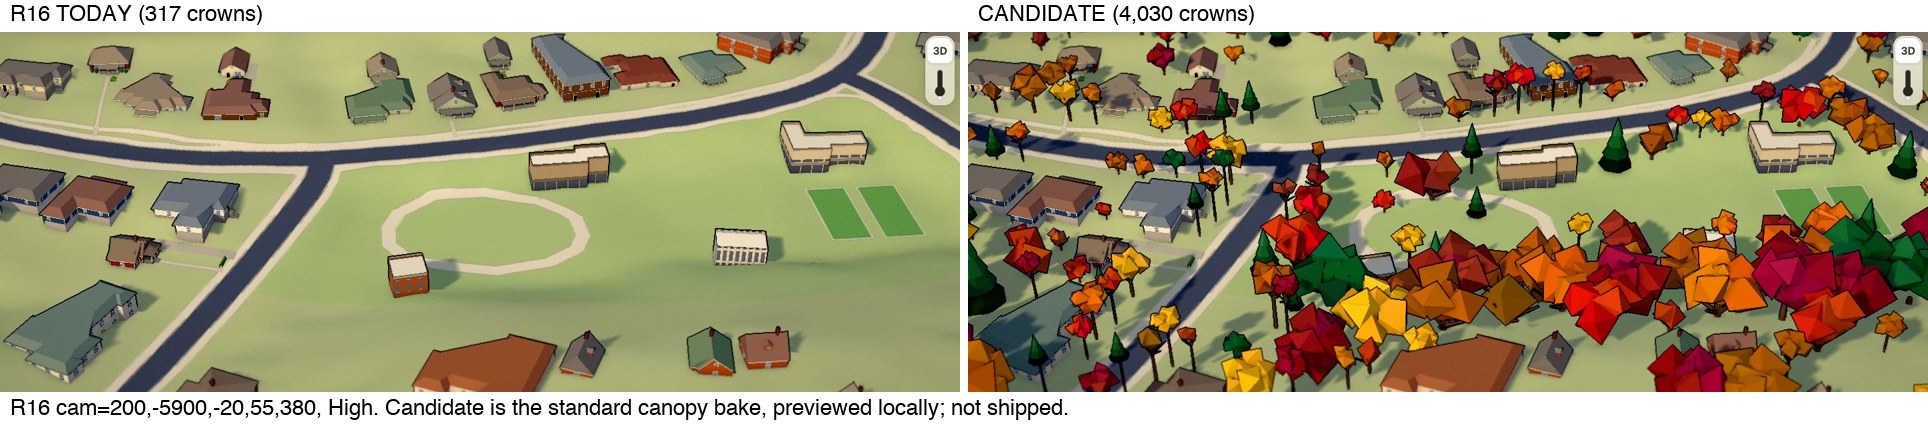 R16 TODAY (317 crowns)
CANDIDATE (4,030 crowns)
3D
3D
R16 cam=200,-5900,-20,55,380, High. Candidate is the standard canopy bake, previewed locally; not shipped.